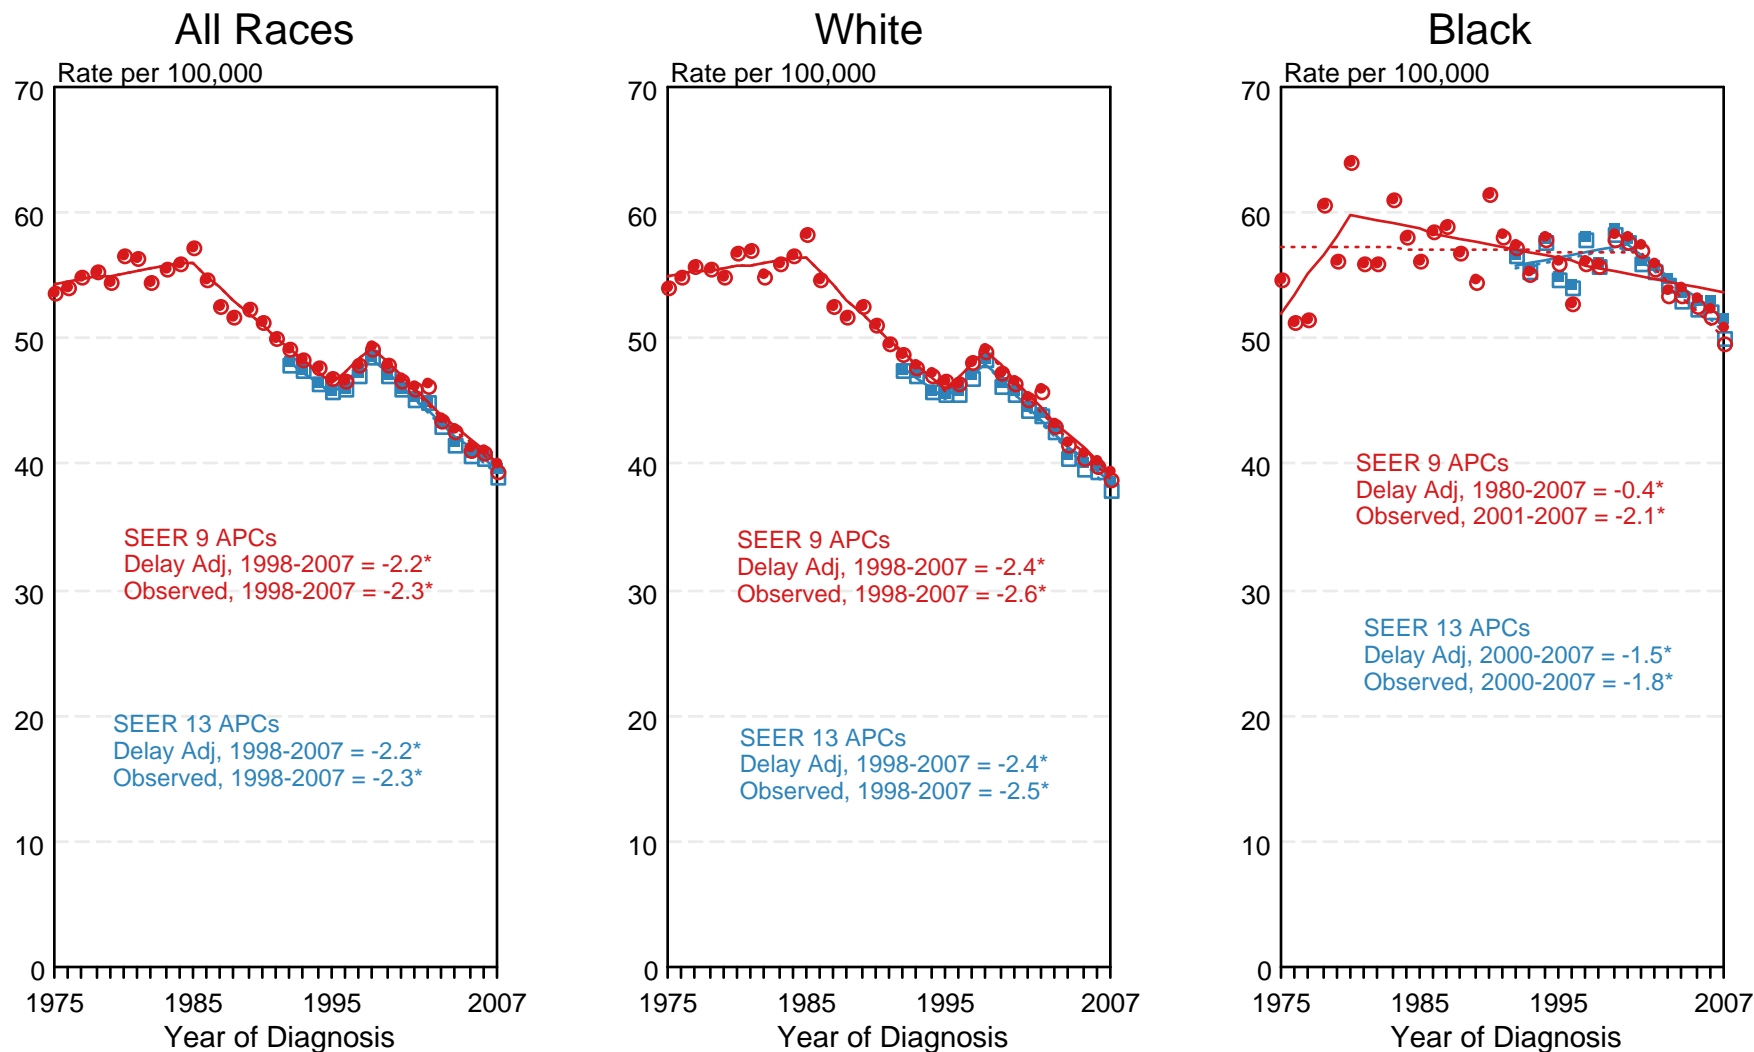 All Races
Rate per 100,000
70
60
50
40
30
20
10
0
SEER 9 APCs
Delay Adj, 1998-2007 = -2.2*
Observed, 1998-2007 = -2.3*
SEER 13 APCs
Delay Adj, 1998-2007 = -2.2*
Observed, 1998-2007 = -2.3*
1975 1985 1995 2007
Year of Diagnosis
White
Rate per 100,000
70
60
50
40
30
20
10
0
SEER 9 APCs
Delay Adj, 1998-2007 = -2.4*
Observed, 1998-2007 = -2.6*
SEER 13 APCs
Delay Adj, 1998-2007 = -2.4*
Observed, 1998-2007 = -2.5*
1975 1985 1995 2007
Year of Diagnosis
Black
Rate per 100,000
70
60
50
40
30
20
10
0
SEER 9 APCs
Delay Adj, 1980-2007 = -0.4*
Observed, 2001-2007 = -2.1*
SEER 13 APCs
Delay Adj, 2000-2007 = -1.5*
Observed, 2000-2007 = -1.8*
1975 1985 1995 2007
Year of Diagnosis